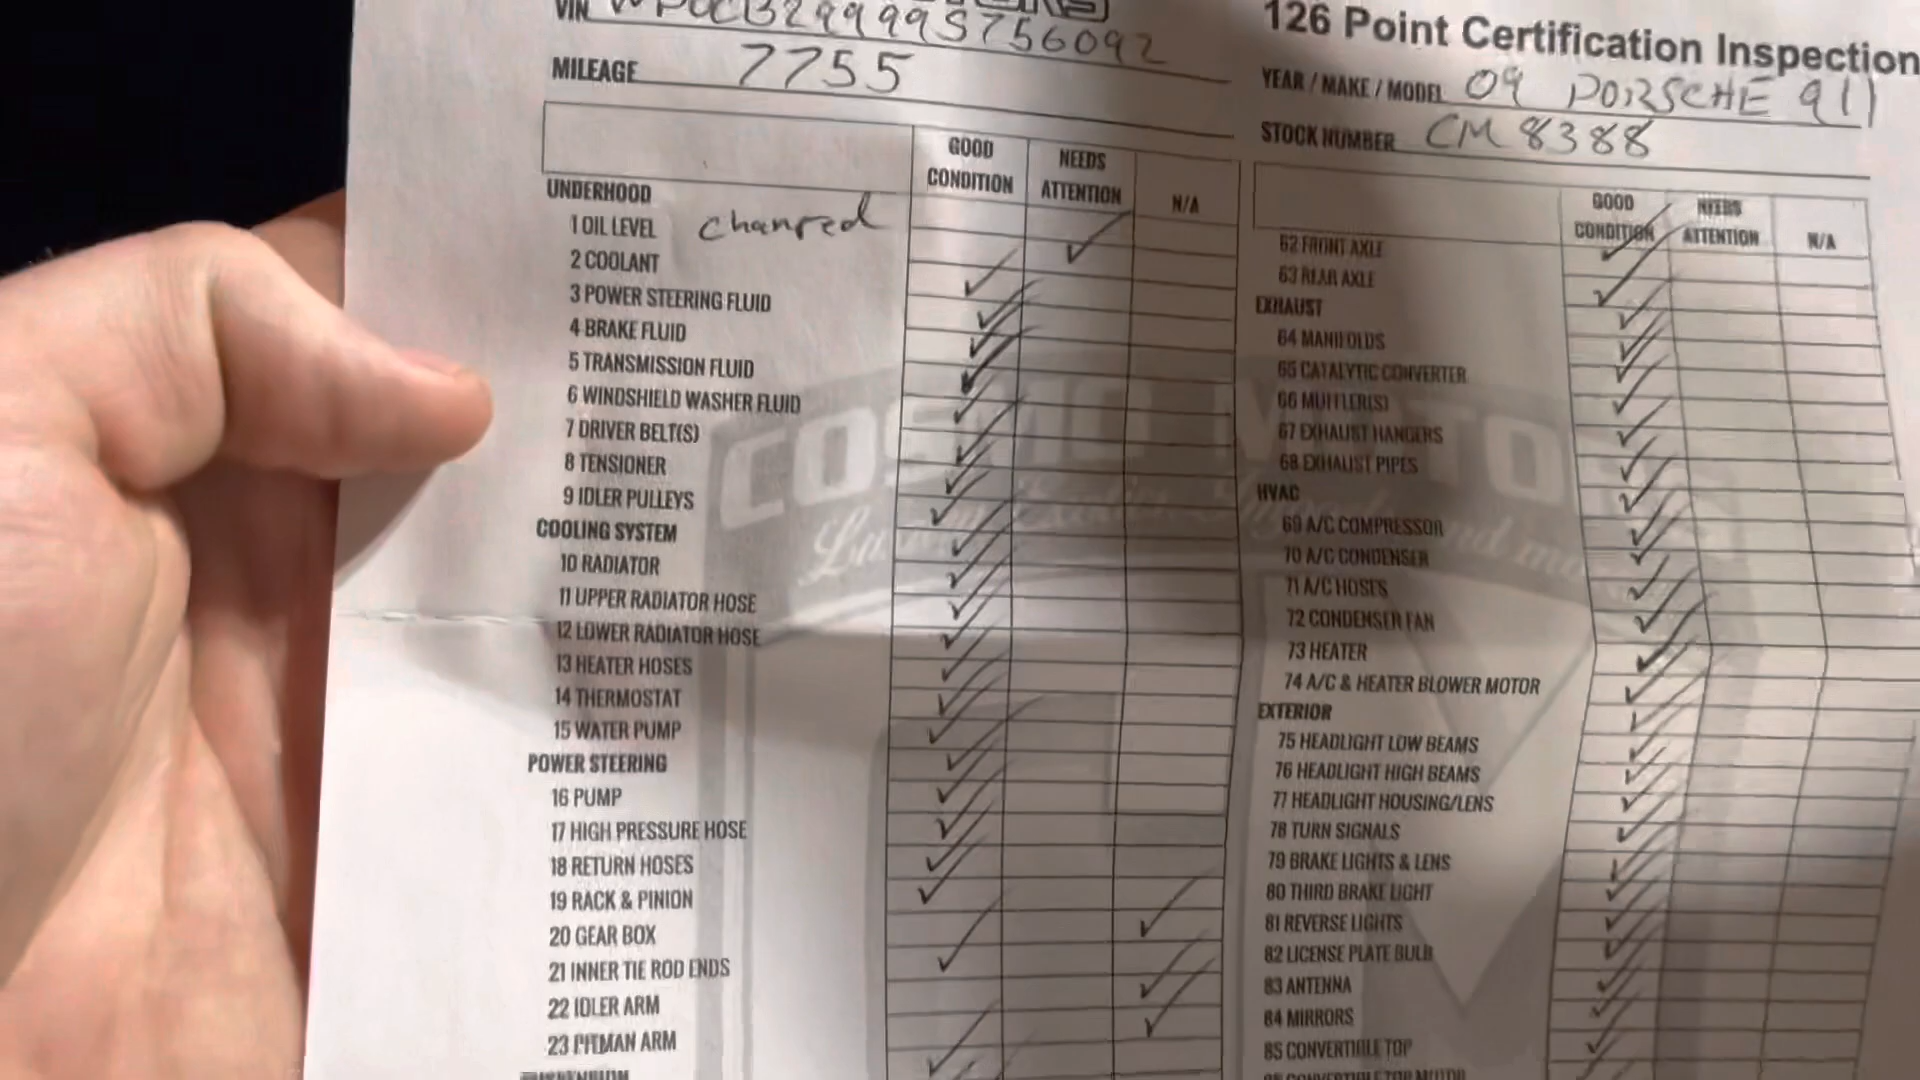 VIN WP0CB29999S756092
MILEAGE 7755
GOOD CONDITION NEEDS ATTENTION N/A
UNDERHOOD
1 OIL LEVEL changed
2 COOLANT
3 POWER STEERING FLUID
4 BRAKE FLUID
5 TRANSMISSION FLUID
6 WINDSHIELD WASHER FLUID
7 DRIVER BELT(S)
8 TENSIONER
9 IDLER PULLEYS
COOLING SYSTEM
10 RADIATOR
11 UPPER RADIATOR HOSE
12 LOWER RADIATOR HOSE
13 HEATER HOSES
14 THERMOSTAT
15 WATER PUMP
POWER STEERING
16 PUMP
17 HIGH PRESSURE HOSE
18 RETURN HOSES
19 RACK & PINION
20 GEAR BOX
21 INNER TIE ROD ENDS
22 IDLER ARM
23 PITMAN ARM
SUSPENSION
126 Point Certification Inspection
YEAR / MAKE / MODEL 09 PORSCHE 911
STOCK NUMBER CM 8388
GOOD CONDITION NEEDS ATTENTION N/A
62 FRONT AXLE
63 REAR AXLE
EXHAUST
64 MANIFOLDS
65 CATALYTIC CONVERTER
66 MUFFLER(S)
67 EXHAUST HANGERS
68 EXHAUST PIPES
HVAC
69 A/C COMPRESSOR
70 A/C CONDENSER
71 A/C HOSES
72 CONDENSER FAN
73 HEATER
74 A/C & HEATER BLOWER MOTOR
EXTERIOR
75 HEADLIGHT LOW BEAMS
76 HEADLIGHT HIGH BEAMS
77 HEADLIGHT HOUSING/LENS
78 TURN SIGNALS
79 BRAKE LIGHTS & LENS
80 THIRD BRAKE LIGHT
81 REVERSE LIGHTS
82 LICENSE PLATE BULB
83 ANTENNA
84 MIRRORS
85 CONVERTIBLE TOP
CONVERTIBLE TOP MOTOR
COSMO MOTO